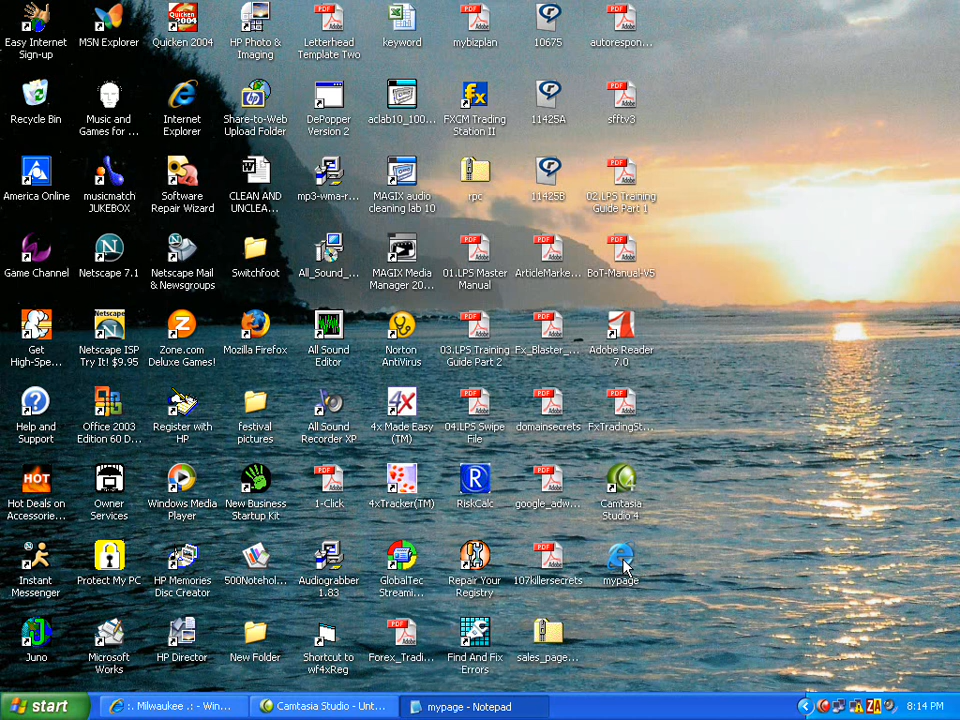 Easy Internet
Sign-up
MSN Explorer
Quicken 2004
HP Photo &
Imaging
Letterhead
Template Two
keyword
mybizplan
10675
autorespon...
Recycle Bin
Music and
Games for ...
Internet
Explorer
Share-to-Web
Upload Folder
DePopper
Version 2
aclab10_100...
FXCM Trading
Station II
11425A
sfftv3
America Online
musicmatch
JUKEBOX
Software
Repair Wizard
CLEAN AND
UNCLEA...
mp3-wma-r...
MAGIX audio
cleaning lab 10
rpc
11425B
02.LPS Training
Guide Part 1
Game Channel
Netscape 7.1
Netscape Mail
& Newsgroups
Switchfoot
All_Sound_...
MAGIX Media
Manager 20...
01.LPS Master
Manual
ArticleMarke...
BoT-Manual-V5
Get
High-Spe...
Netscape ISP
Try It! $9.95
Zone.com
Deluxe Games!
Mozilla Firefox
All Sound
Editor
Norton
AntiVirus
03.LPS Training
Guide Part 2
Fx_Blaster_...
Adobe Reader
7.0
Help and
Support
Office 2003
Edition 60 D...
Register with
HP
festival
pictures
All Sound
Recorder XP
4x Made Easy
(TM)
04.LPS Swipe
File
domainsecrets
FxTradingSt...
Hot Deals on
Accessorie...
Owner
Services
Windows Media
Player
New Business
Startup Kit
1-Click
4xTracker(TM)
RiskCalc
google_adw...
Camtasia
Studio 4
Instant
Messenger
Protect My PC
HP Memories
Disc Creator
500Notehol...
Audiograbber
1.83
GlobalTec
Streami...
Repair Your
Registry
107killersecrets
mypage
Juno
Microsoft
Works
HP Director
New Folder
Shortcut to
wf4xReg
Forex_Tradi...
Find And Fix
Errors
sales_page...
start
:. Milwaukee .: - Win...
Camtasia Studio - Unt...
mypage - Notepad
8:14 PM